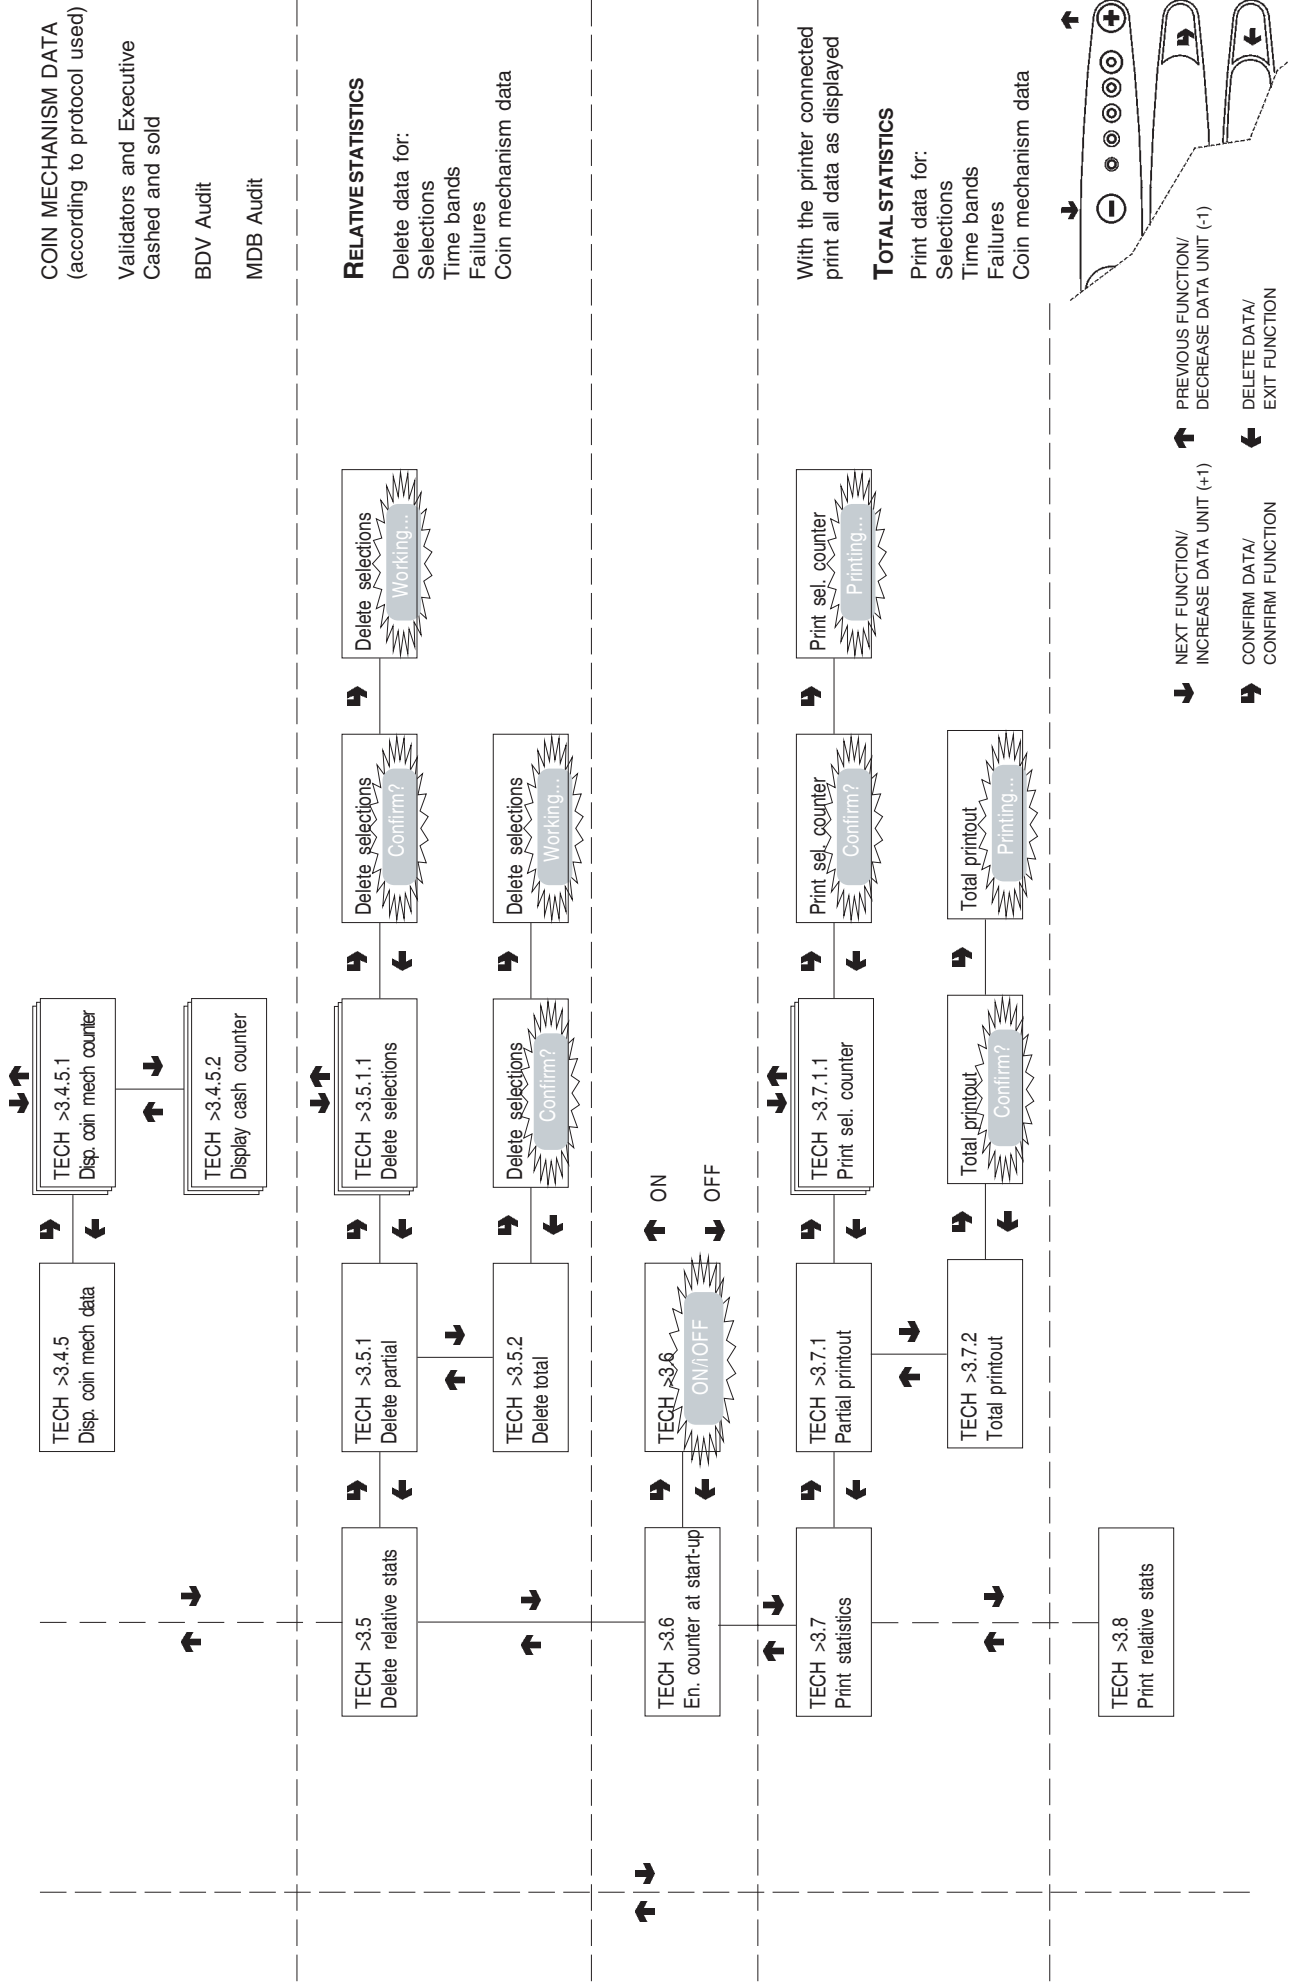 COIN MECHANISM DATA
(according to protocol used)
Validators and Executive
Cashed and sold
BDV Audit
MDB Audit
TECH >3.4.5
Disp. coin mech data
TECH >3.4.5.1
Disp. coin mech counter
TECH >3.4.5.2
Display cash counter
RELATIVE STATISTICS
Delete data for:
Selections
Time bands
Failures
Coin mechanism data
TECH >3.5
Delete relative stats
TECH >3.5.1
Delete partial
TECH >3.5.1.1
Delete selections
Delete selections
Confirm?
Delete selections
Working...
TECH >3.5.2
Delete total
Delete selections
Confirm?
Delete selections
Working...
TECH >3.6
En. counter at start-up
TECH >3.6
ON/iOFF
ON
OFF
With the printer connected
print all data as displayed
TOTAL STATISTICS
Print data for:
Selections
Time bands
Failures
Coin mechanism data
TECH >3.7
Print statistics
TECH >3.7.1
Partial printout
TECH >3.7.1.1
Print sel. counter
Print sel. counter
Confirm?
Print sel. counter
Printing...
TECH >3.7.2
Total printout
Total printout
Confirm?
Total printout
Printing...
TECH >3.8
Print relative stats
NEXT FUNCTION/
INCREASE DATA UNIT (+1)
PREVIOUS FUNCTION/
DECREASE DATA UNIT (-1)
CONFIRM DATA/
CONFIRM FUNCTION
DELETE DATA/
EXIT FUNCTION